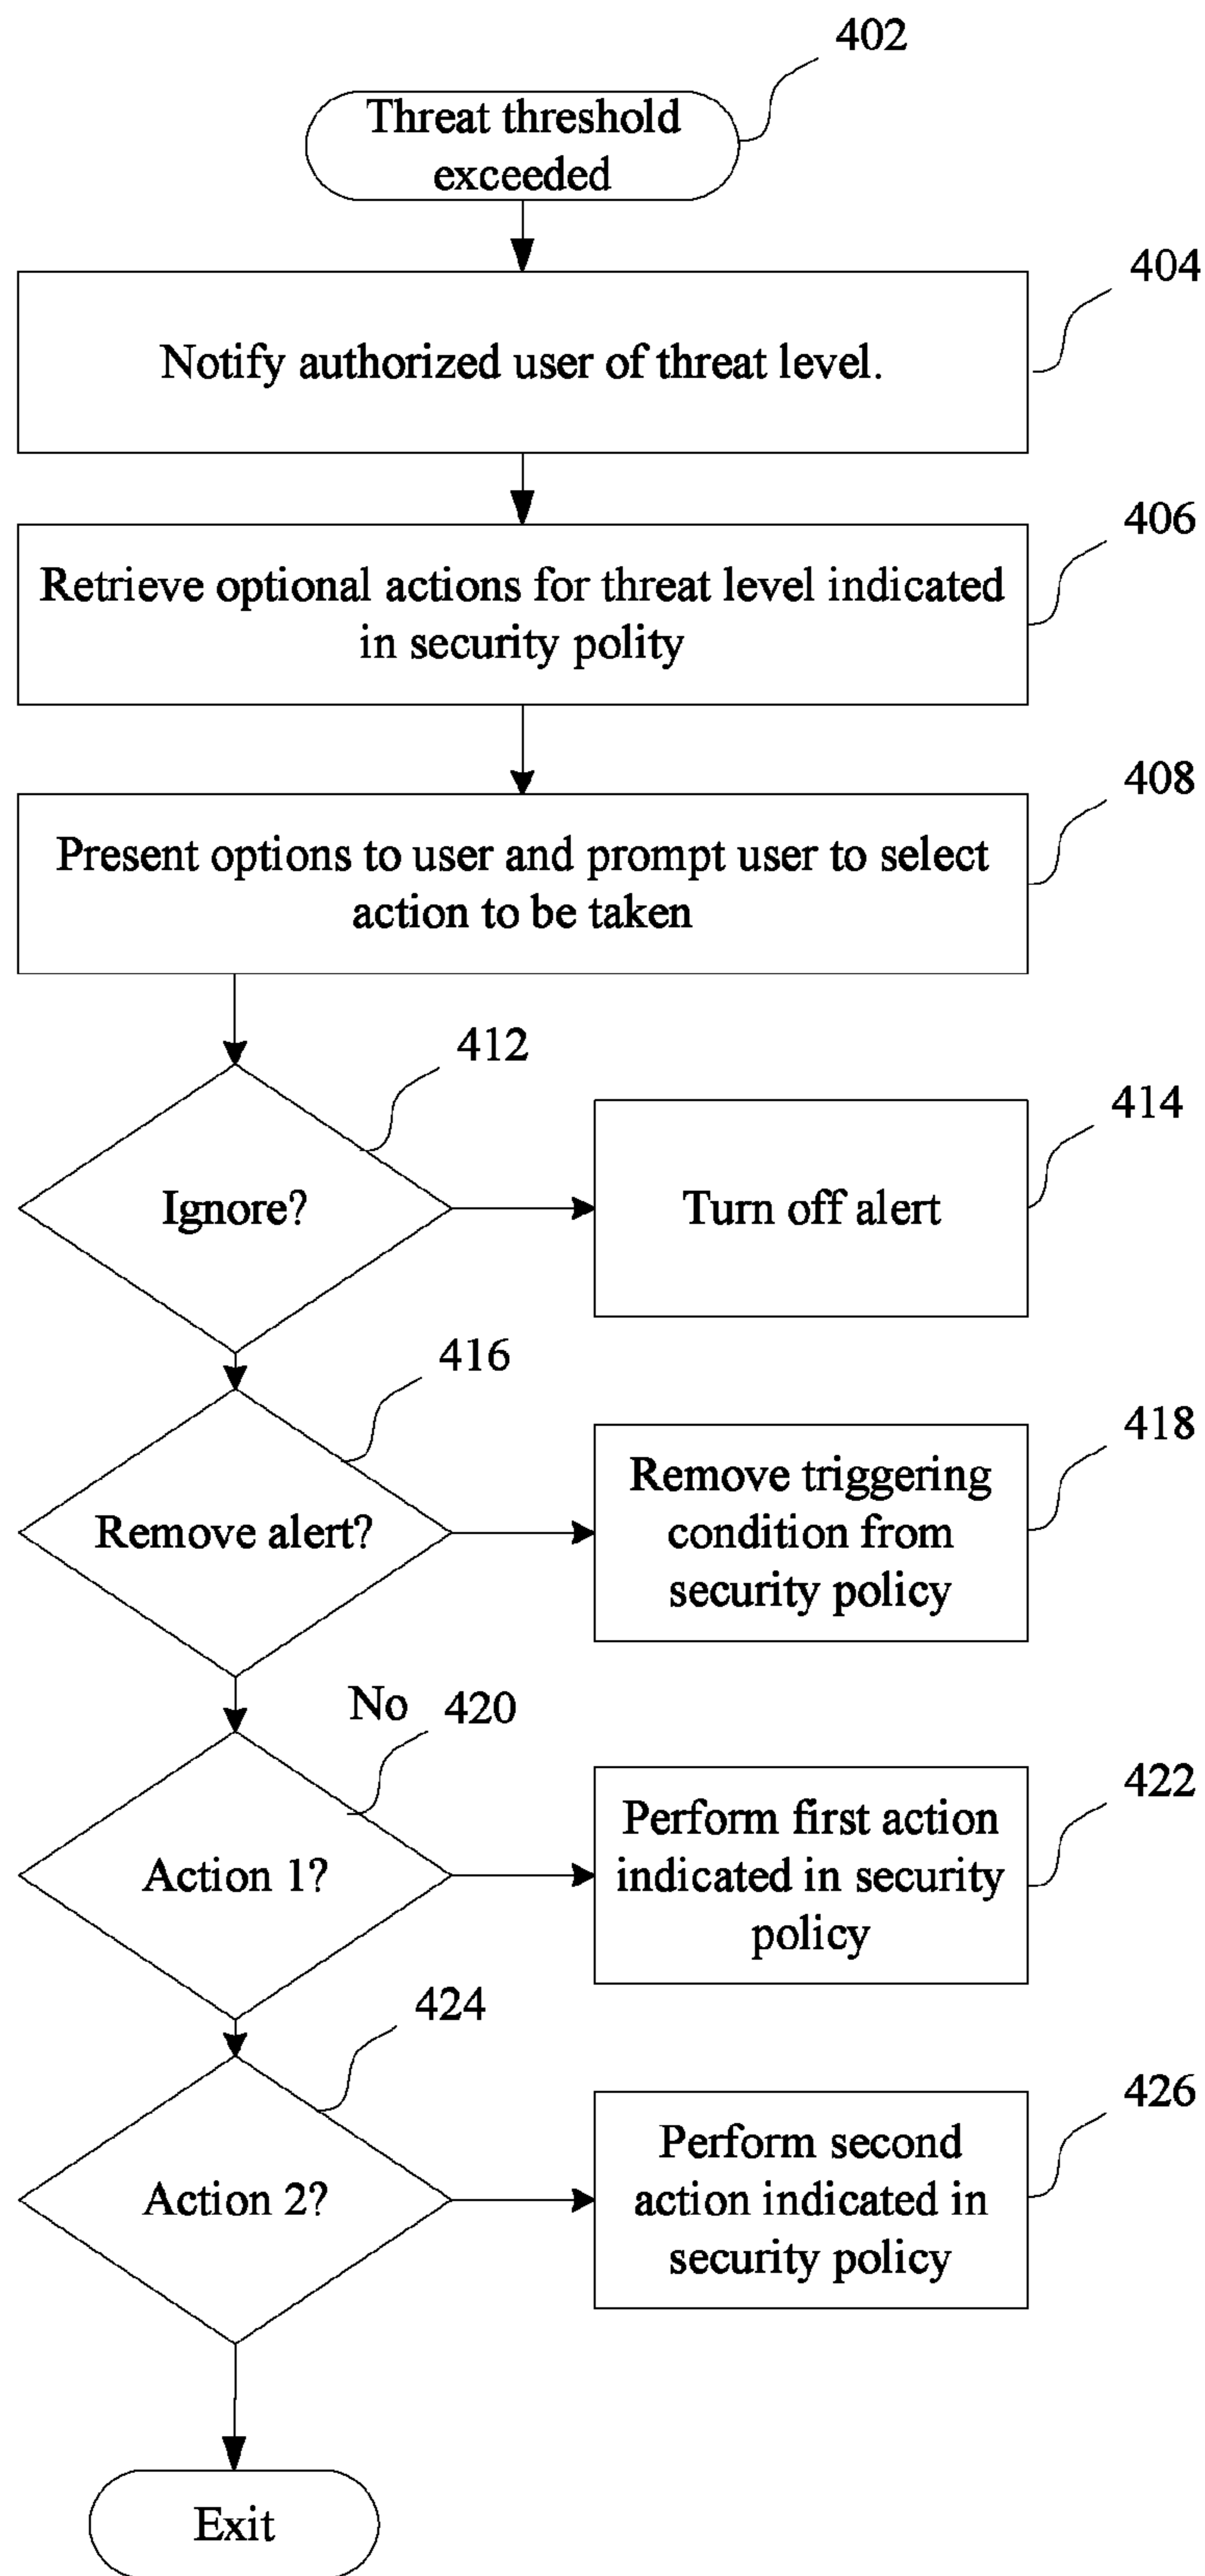 402
Threat threshold
exceeded
404
Notify authorized user of threat level.
406
Retrieve optional actions for threat level indicated
in security polity
408
Present options to user and prompt user to select
action to be taken
412
Ignore?
414
Turn off alert
416
Remove alert?
418
Remove triggering
condition from
security policy
No
420
Action 1?
422
Perform first action
indicated in security
policy
424
Action 2?
426
Perform second
action indicated in
security policy
Exit